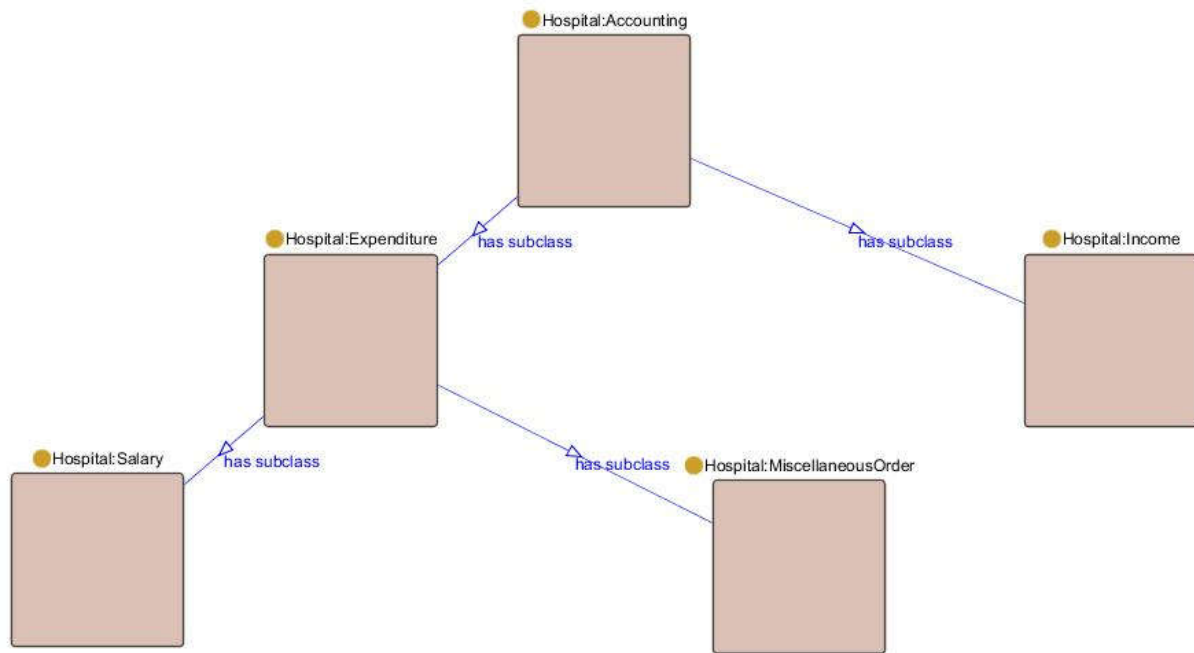 Hospital:Accounting
Hospital:Expenditure
has subclass
has subclass
Hospital:Income
Hospital:Salary
has subclass
has subclass
Hospital:MiscellaneousOrder